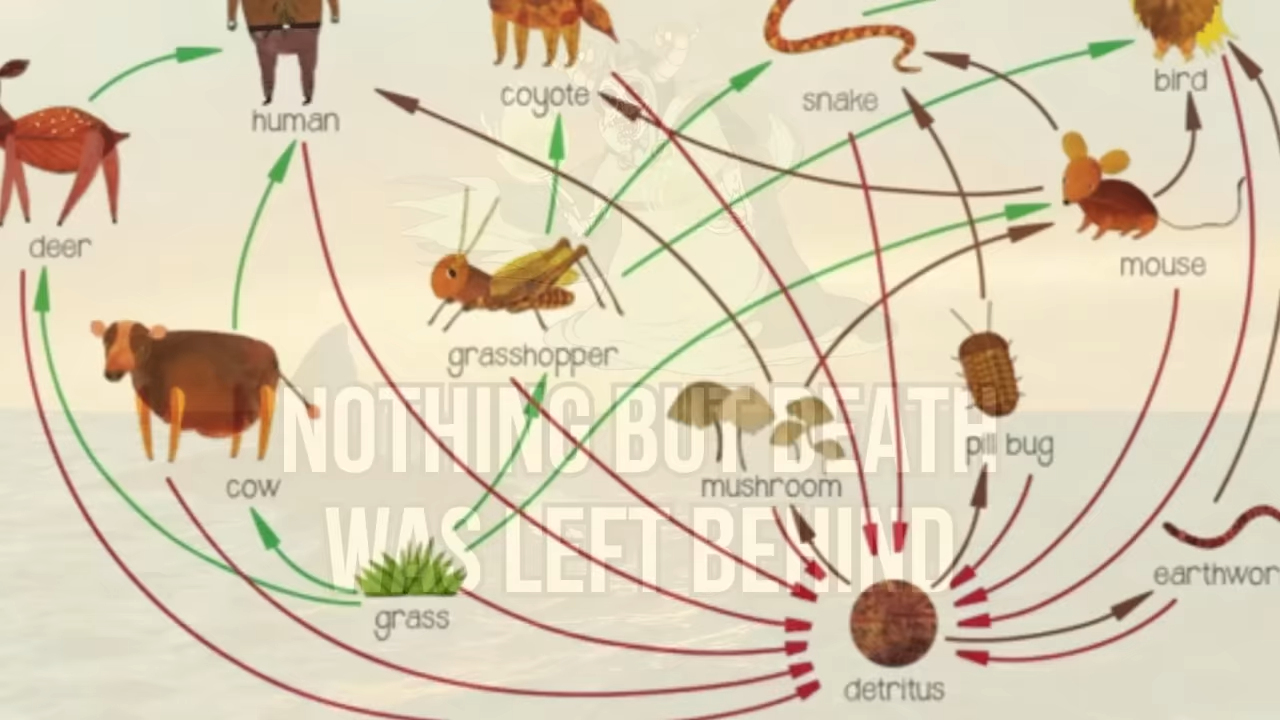 bird
coyote
snake
human
deer
mouse
grasshopper
NOTHING BUT DEATH
pill bug
cow
mushroom
WAS LEFT BEHIND
earthwor
grass
detritus